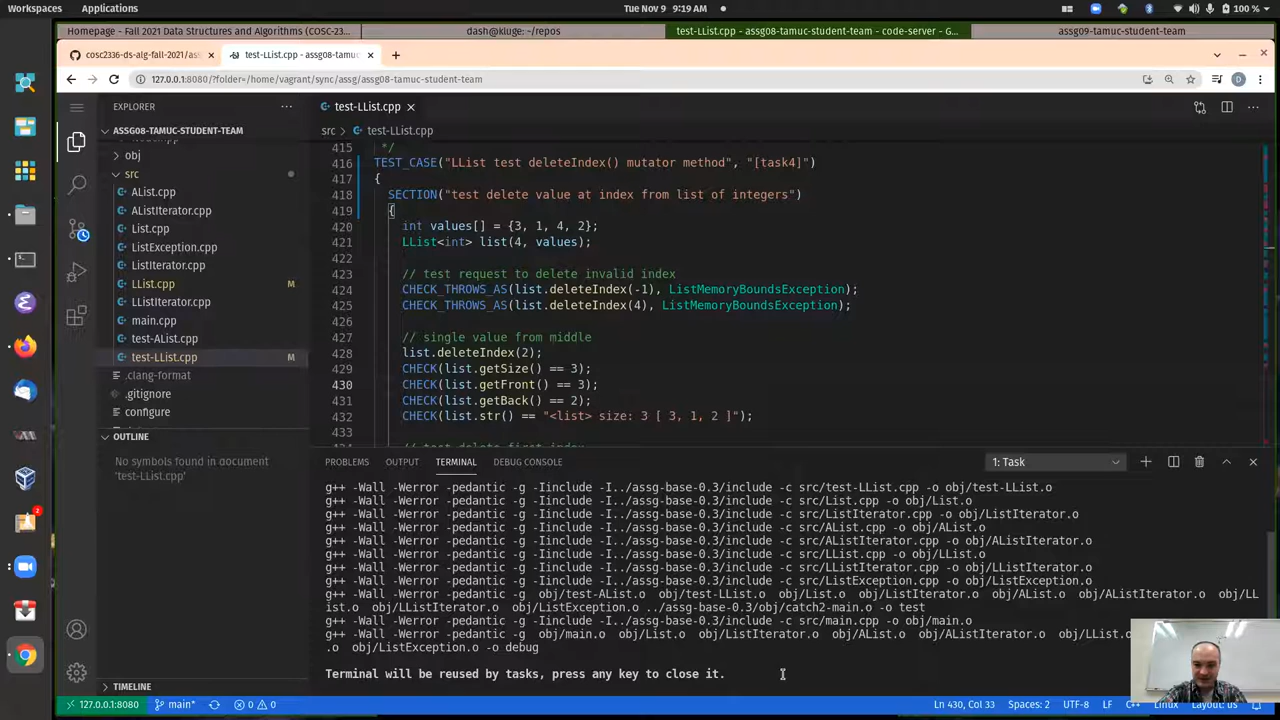 Workspaces Applications Tue Nov 9 9:19 AM 100 %
Homepage - Fall 2021 Data Structures and Algorithms (COSC-23... dash@kluge: ~/repos test-LList.cpp - assg08-tamuc-student-team - code-server - G... assg09-tamuc-student-team
cosc2336-ds-alg-fall-2021/as test-LList.cpp - assg08-tamuc-
127.0.0.1:8080/?folder=/home/vagrant/sync/assg/assg08-tamuc-student-team
EXPLORER
test-LList.cpp
ASSG08-TAMUC-STUDENT-TEAM
src > test-LList.cpp
obj
src
AList.cpp
AListIterator.cpp
List.cpp
ListException.cpp
ListIterator.cpp
LList.cpp M
LListIterator.cpp
main.cpp
test-AList.cpp
test-LList.cpp M
.clang-format
.gitignore
configure
OUTLINE
No symbols found in document
'test-LList.cpp'
TIMELINE
415 */
416 TEST_CASE("LList test deleteIndex() mutator method", "[task4]")
417 {
418 SECTION("test delete value at index from list of integers")
419 {
420 int values[] = {3, 1, 4, 2};
421 LList<int> list(4, values);
422
423 // test request to delete invalid index
424 CHECK_THROWS_AS(list.deleteIndex(-1), ListMemoryBoundsException);
425 CHECK_THROWS_AS(list.deleteIndex(4), ListMemoryBoundsException);
426
427 // single value from middle
428 list.deleteIndex(2);
429 CHECK(list.getSize() == 3);
430 CHECK(list.getFront() == 3);
431 CHECK(list.getBack() == 2);
432 CHECK(list.str() == "<list> size: 3 [ 3, 1, 2 ]");
433
// test delete first index
PROBLEMS OUTPUT TERMINAL DEBUG CONSOLE 1: Task
g++ -Wall -Werror -pedantic -g -Iinclude -I../assg-base-0.3/include -c src/test-LList.cpp -o obj/test-LList.o
g++ -Wall -Werror -pedantic -g -Iinclude -I../assg-base-0.3/include -c src/List.cpp -o obj/List.o
g++ -Wall -Werror -pedantic -g -Iinclude -I../assg-base-0.3/include -c src/ListIterator.cpp -o obj/ListIterator.o
g++ -Wall -Werror -pedantic -g -Iinclude -I../assg-base-0.3/include -c src/AList.cpp -o obj/AList.o
g++ -Wall -Werror -pedantic -g -Iinclude -I../assg-base-0.3/include -c src/AListIterator.cpp -o obj/AListIterator.o
g++ -Wall -Werror -pedantic -g -Iinclude -I../assg-base-0.3/include -c src/LList.cpp -o obj/LList.o
g++ -Wall -Werror -pedantic -g -Iinclude -I../assg-base-0.3/include -c src/LListIterator.cpp -o obj/LListIterator.o
g++ -Wall -Werror -pedantic -g -Iinclude -I../assg-base-0.3/include -c src/ListException.cpp -o obj/ListException.o
g++ -Wall -Werror -pedantic -g obj/test-AList.o obj/test-LList.o obj/List.o obj/ListIterator.o obj/AList.o obj/AListIterator.o obj/LL
ist.o obj/LListIterator.o obj/ListException.o ../assg-base-0.3/obj/catch2-main.o -o test
g++ -Wall -Werror -pedantic -g -Iinclude -I../assg-base-0.3/include -c src/main.cpp -o obj/main.o
g++ -Wall -Werror -pedantic -g obj/main.o obj/List.o obj/ListIterator.o obj/AList.o obj/AListIterator.o obj/LList.
.o obj/ListException.o -o debug
Terminal will be reused by tasks, press any key to close it.
127.0.0.1:8080 main* 0 0 Ln 430, Col 33 Spaces: 2 UTF-8 LF C++ Linux Layout: us